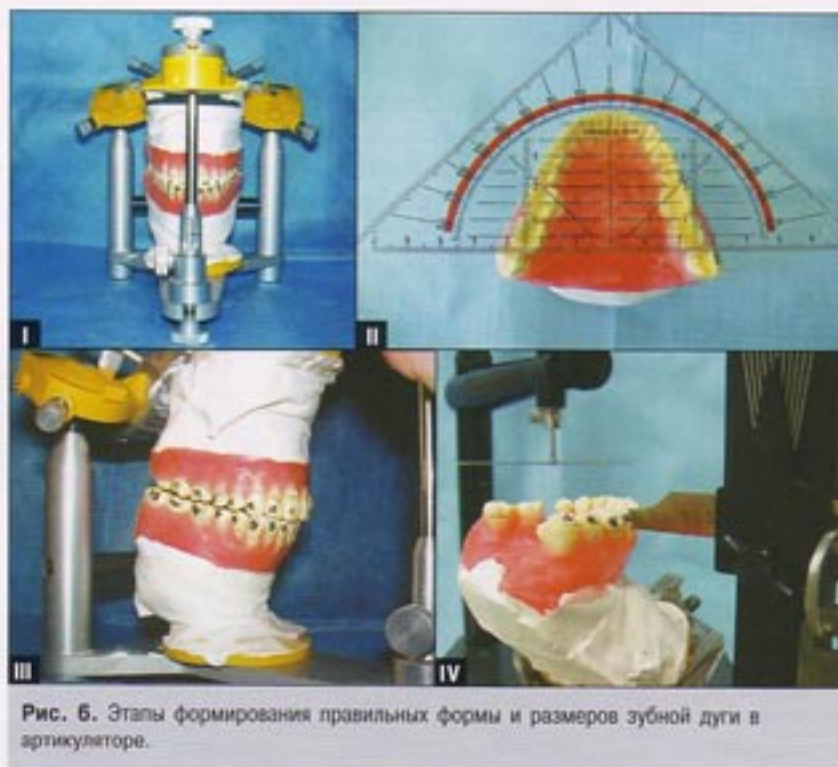 I
II
III
IV
Рис. 6. Этапы формирования правильных формы и размеров зубной дуги в
артикуляторе.